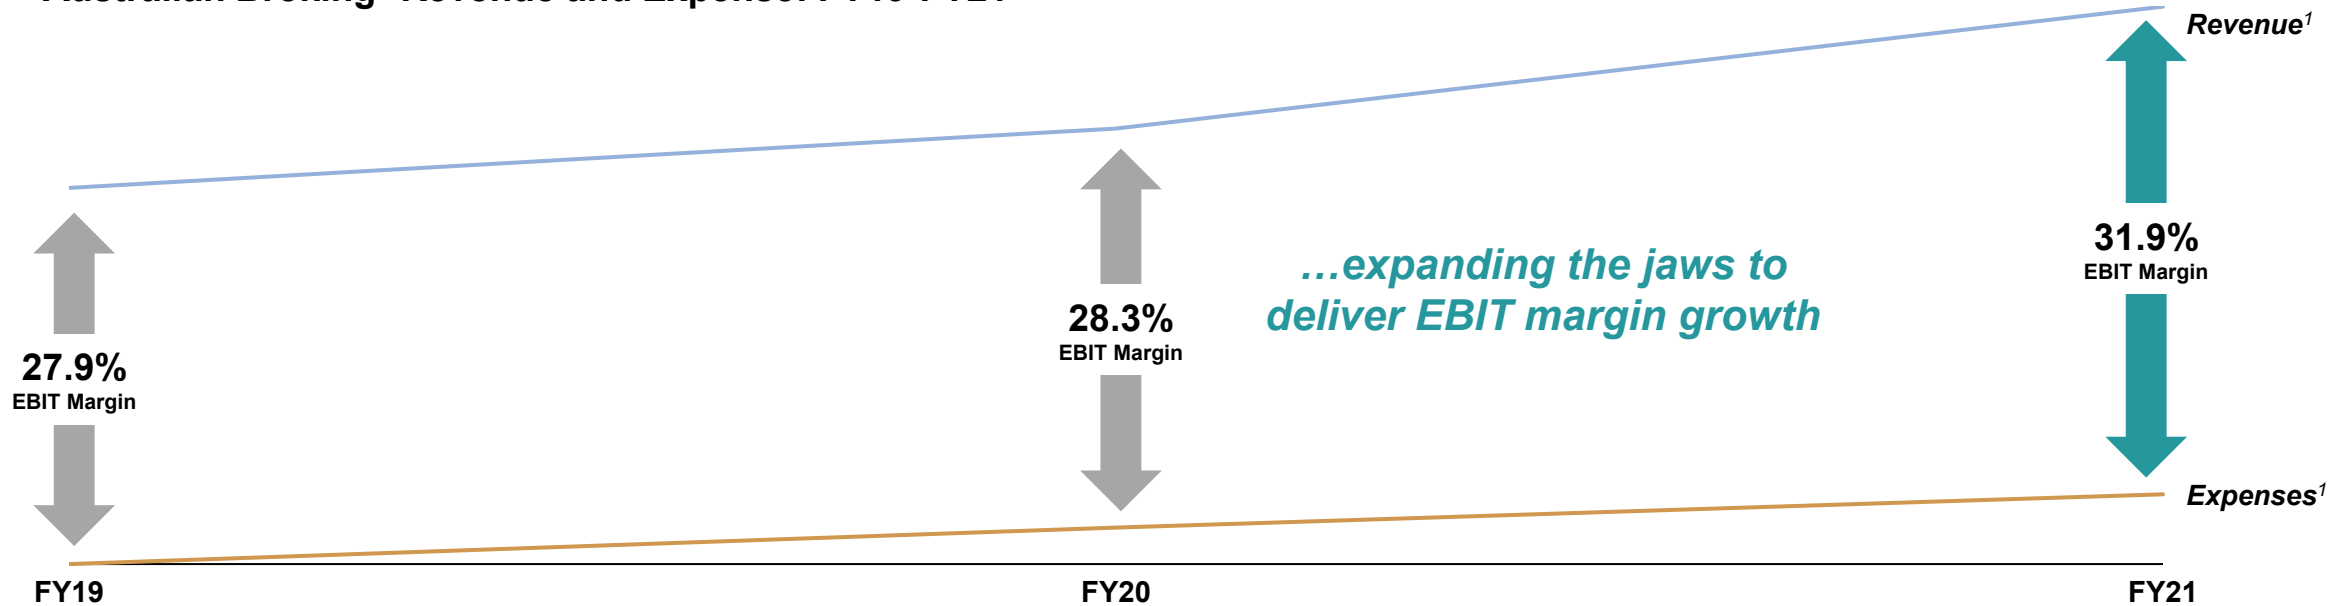 Revenue¹
31.9%
EBIT Margin
…expanding the jaws to
deliver EBIT margin growth
28.3%
EBIT Margin
27.9%
EBIT Margin
Expenses¹
FY19
FY20
FY21